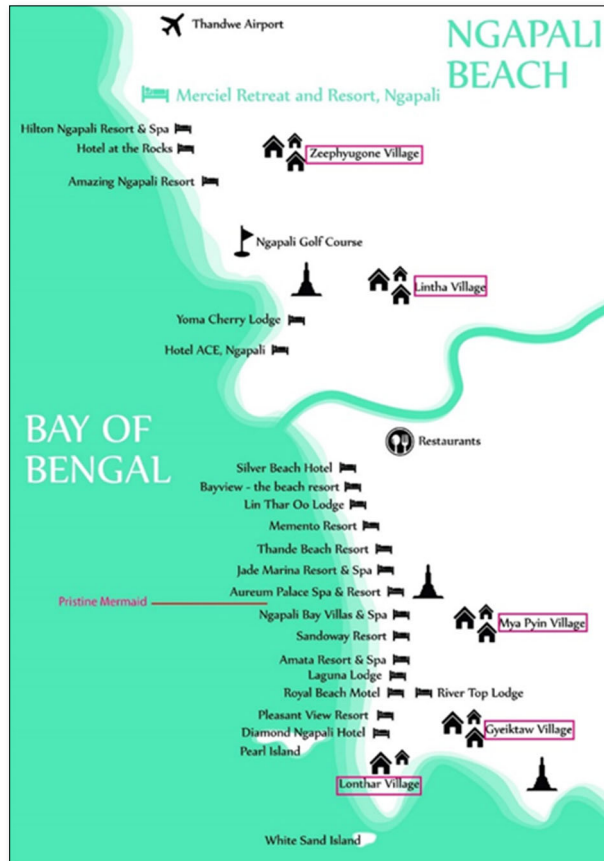 Thandwe Airport
NGAPALI
BEACH
Merciel Retreat and Resort, Ngapali
Hilton Ngapali Resort & Spa
Hotel at the Rocks
Zeephyugone Village
Amazing Ngapali Resort
Ngapali Golf Course
Lintha Village
Yoma Cherry Lodge
Hotel ACE, Ngapali
BAY OF
BENGAL
Restaurants
Silver Beach Hotel
Bayview - the beach resort
Lin Thar Oo Lodge
Memento Resort
Thande Beach Resort
Jade Marina Resort & Spa
Aureum Palace Spa & Resort
Pristine Mermaid
Ngapali Bay Villas & Spa
Mya Pyin Village
Sandoway Resort
Amata Resort & Spa
Laguna Lodge
Royal Beach Motel
River Top Lodge
Pleasant View Resort
Gyeiktaw Village
Diamond Ngapali Hotel
Pearl Island
Lonthar Village
White Sand Island